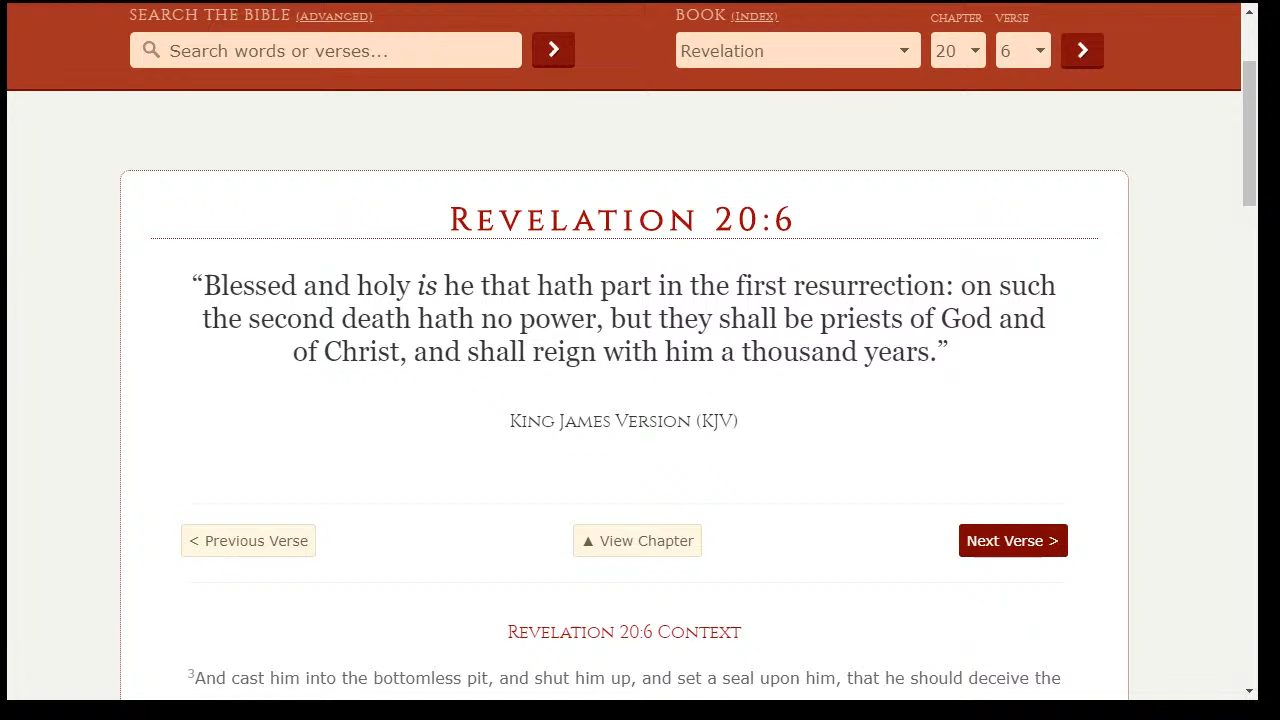 SEARCH THE BIBLE (ADVANCED)
BOOK (INDEX)
CHAPTER
VERSE
Search words or verses...
Revelation
20
6
REVELATION 20:6
“Blessed and holy is he that hath part in the first resurrection: on such
the second death hath no power, but they shall be priests of God and
of Christ, and shall reign with him a thousand years.”
KING JAMES VERSION (KJV)
< Previous Verse
▲ View Chapter
Next Verse >
REVELATION 20:6 CONTEXT
3And cast him into the bottomless pit, and shut him up, and set a seal upon him, that he should deceive the